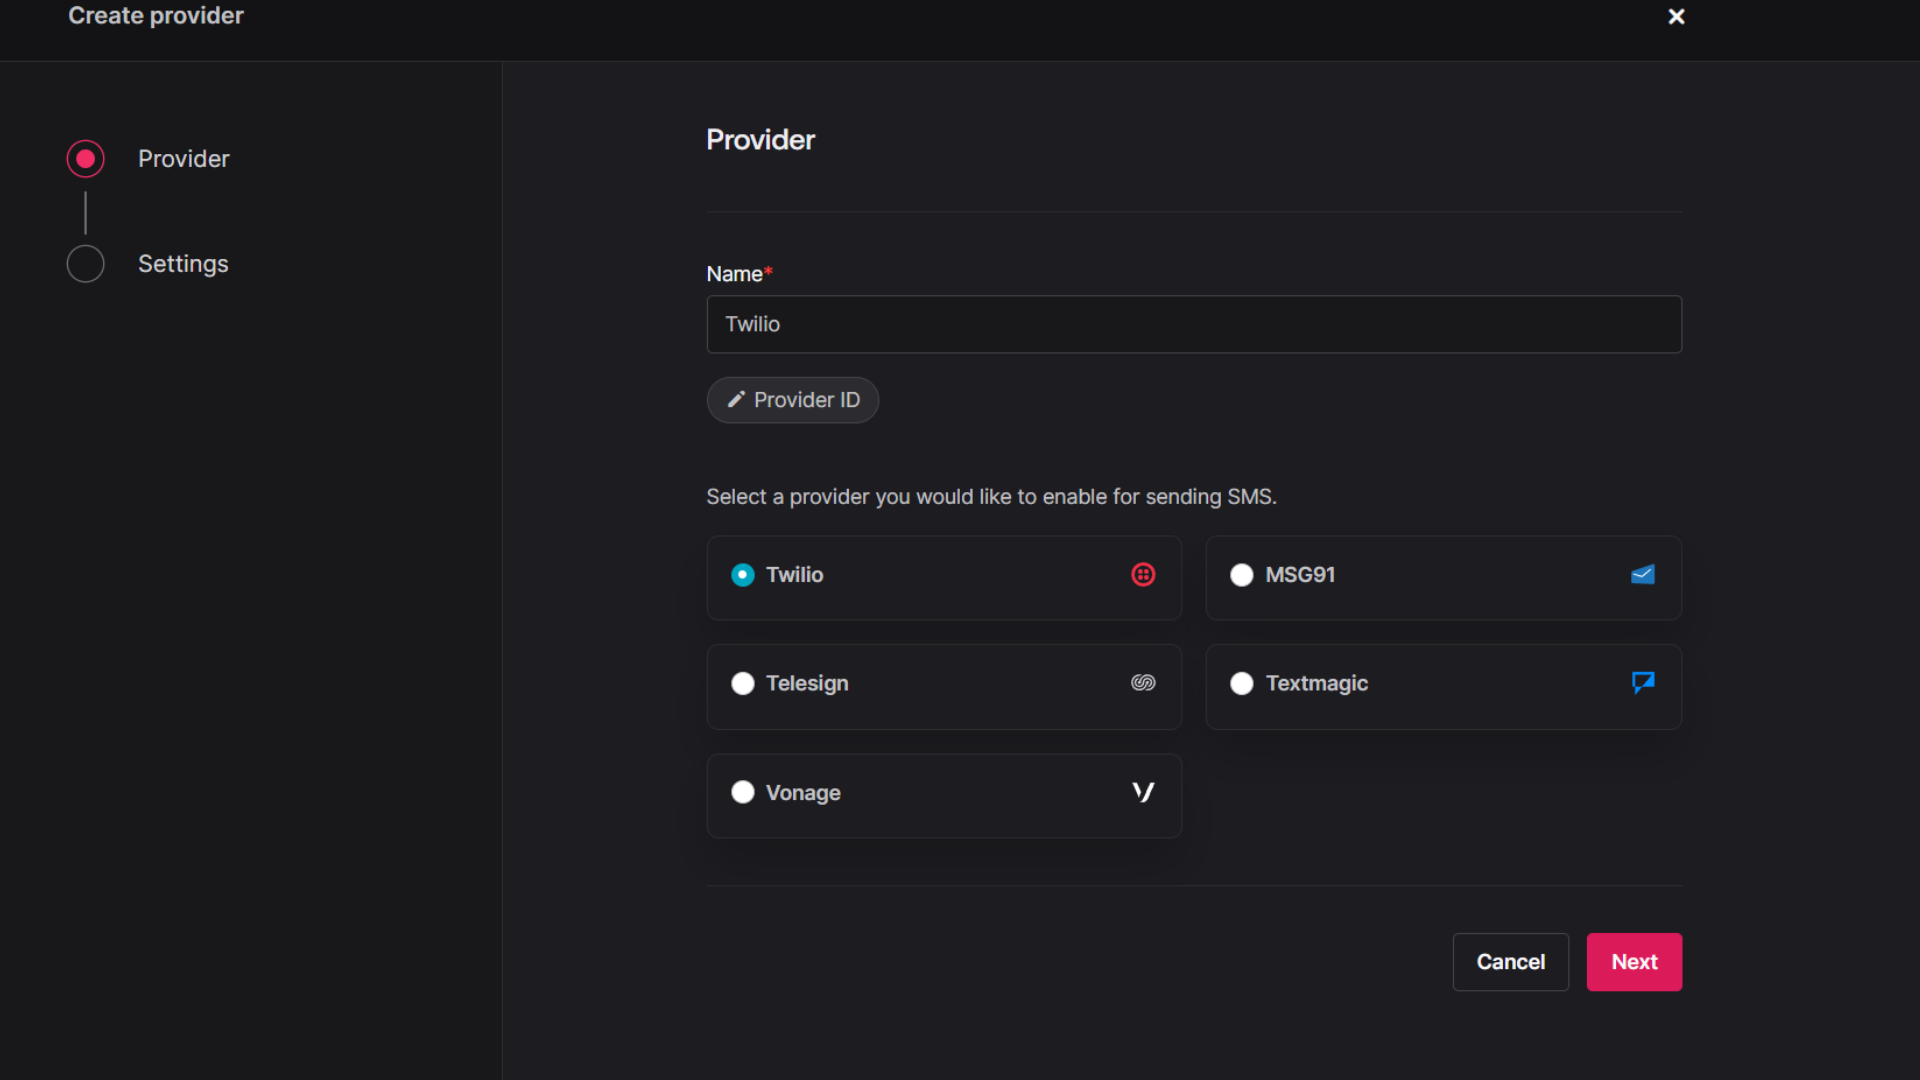 Create provider
Provider
Settings
Provider
Name*
Twilio
Provider ID
Select a provider you would like to enable for sending SMS.
Twilio
MSG91
Telesign
Textmagic
Vonage
Cancel
Next